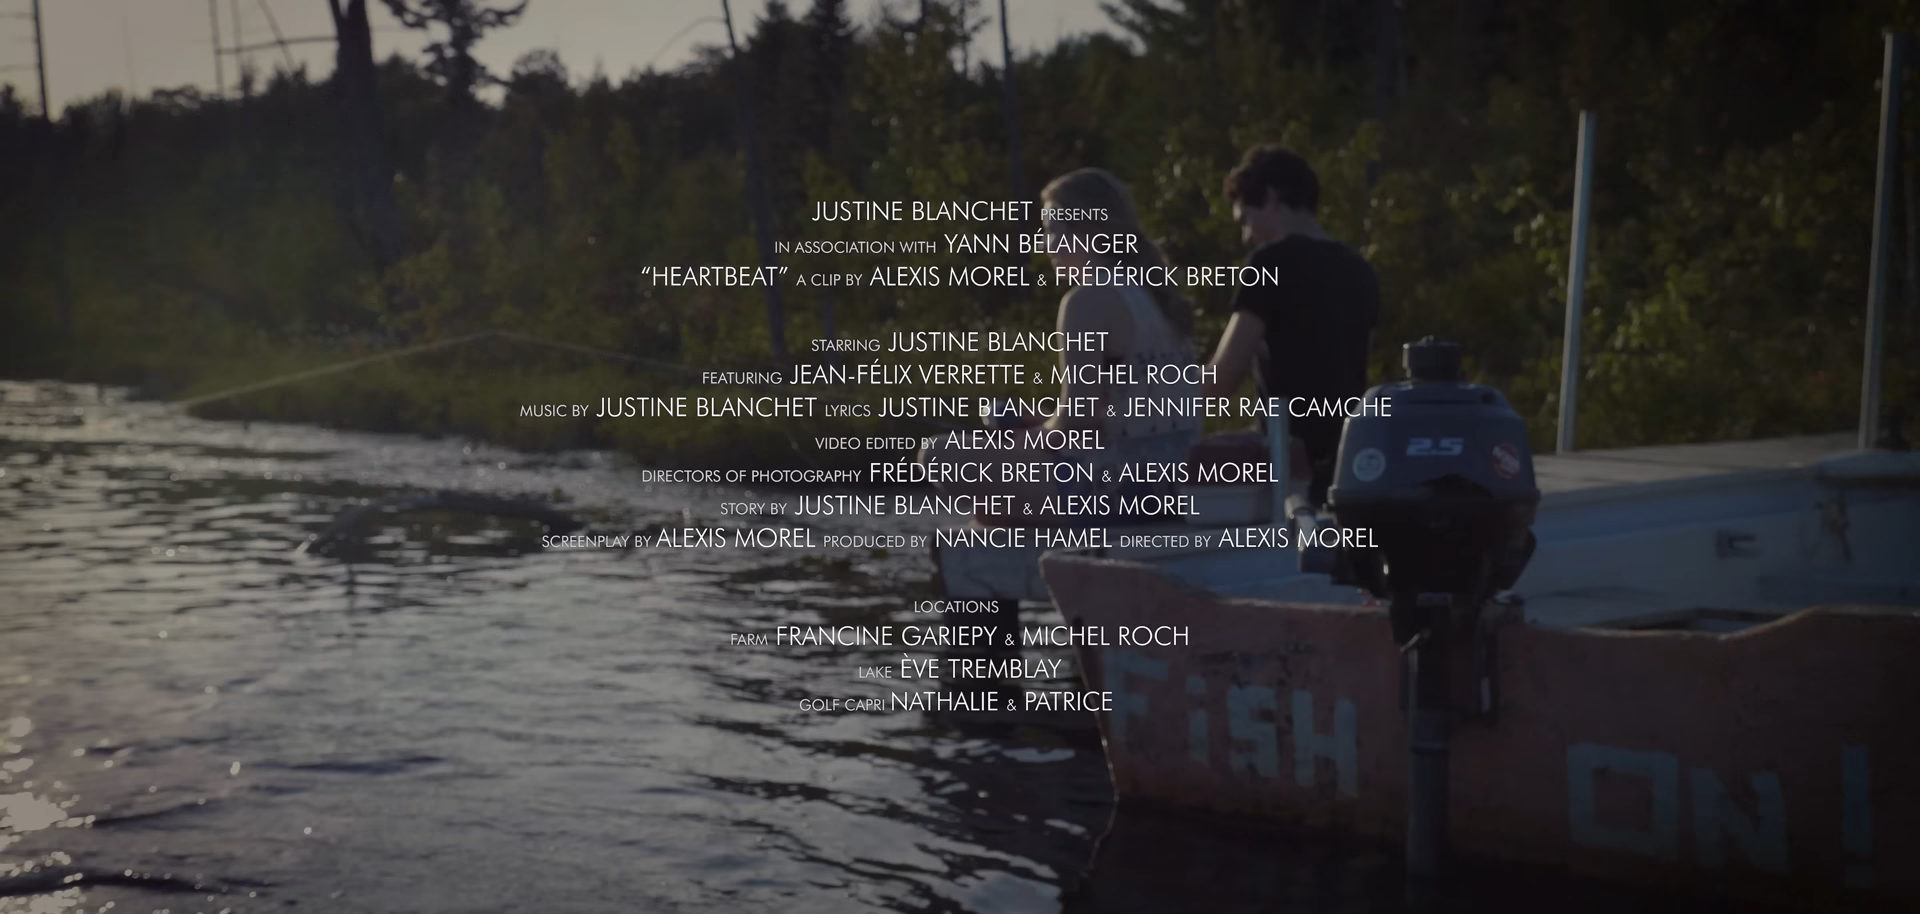 JUSTINE BLANCHET PRESENTS
IN ASSOCIATION WITH YANN BÉLANGER
“HEARTBEAT” A CLIP BY ALEXIS MOREL & FRÉDÉRICK BRETON
STARRING JUSTINE BLANCHET
FEATURING JEAN-FÉLIX VERRETTE & MICHEL ROCH
MUSIC BY JUSTINE BLANCHET LYRICS JUSTINE BLANCHET & JENNIFER RAE CAMCHE
VIDEO EDITED BY ALEXIS MOREL
DIRECTORS OF PHOTOGRAPHY FRÉDÉRICK BRETON & ALEXIS MOREL
STORY BY JUSTINE BLANCHET & ALEXIS MOREL
SCREENPLAY BY ALEXIS MOREL PRODUCED BY NANCIE HAMEL DIRECTED BY ALEXIS MOREL
LOCATIONS
FARM FRANCINE GARIEPY & MICHEL ROCH
LAKE ÈVE TREMBLAY
GOLF CAPRI NATHALIE & PATRICE
2.5
FiSH ON!